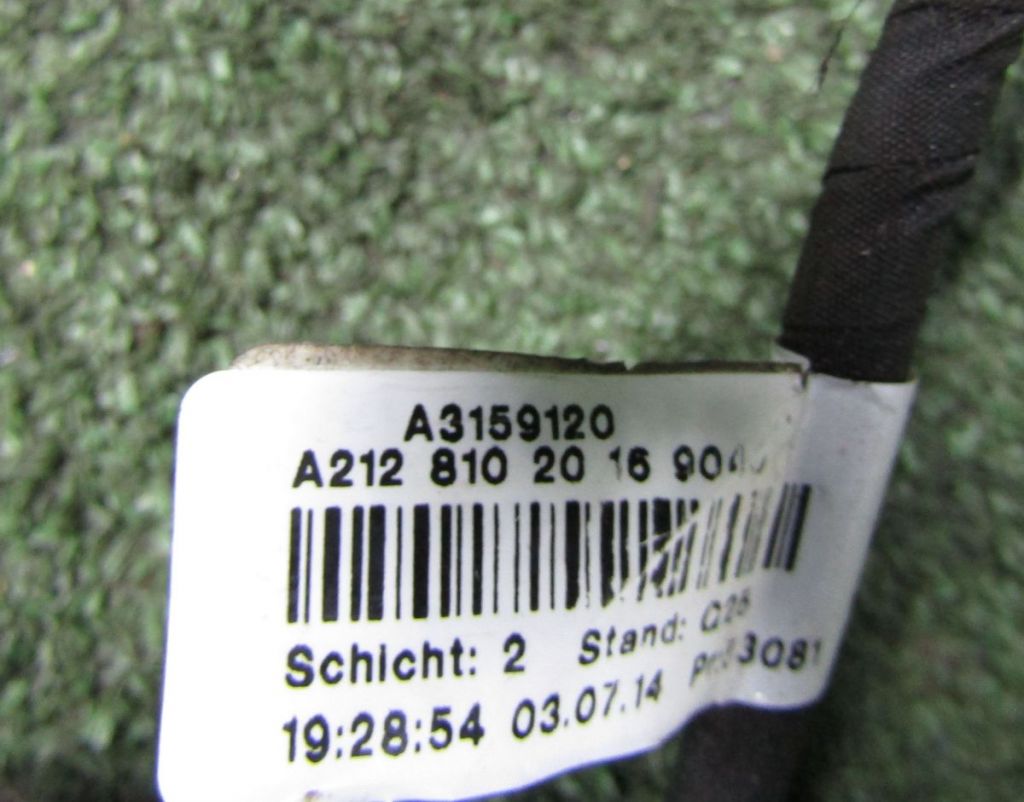 A3159120
A212 810 20 16
Schicht: 2 Stand:
19:28:54 03.07.14